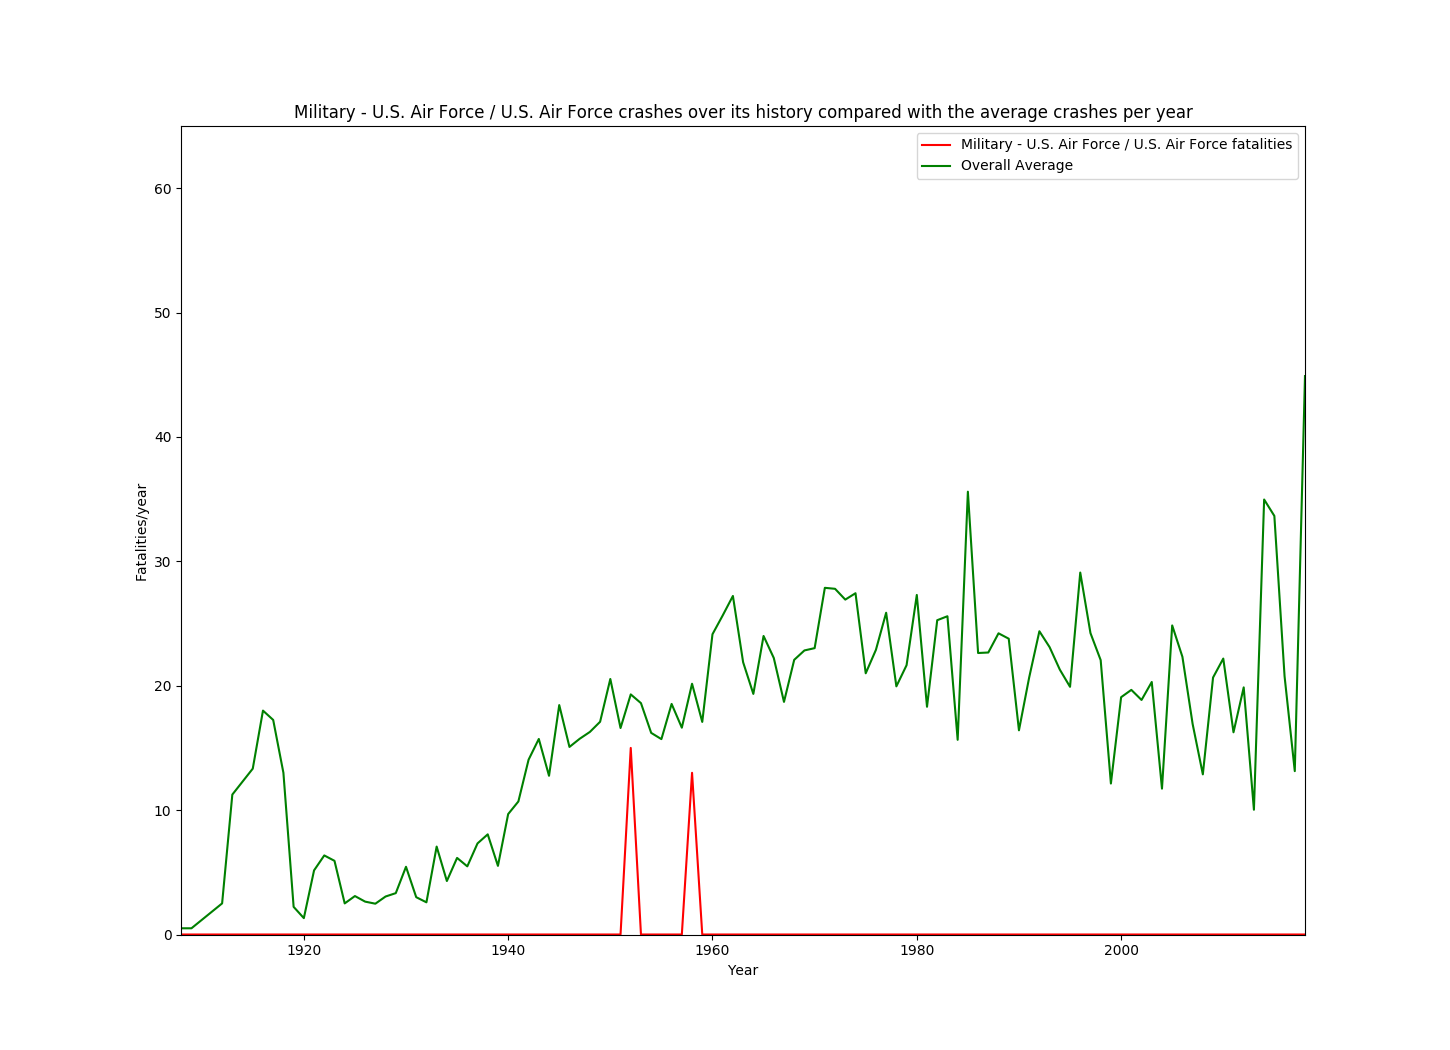 Military - U.S. Air Force / U.S. Air Force crashes over its history compared with the average crashes per year
Military - U.S. Air Force / U.S. Air Force fatalities
Overall Average
60
50
40
30
20
10
0
Fatalities/year
1920 1940 1960 1980 2000
Year